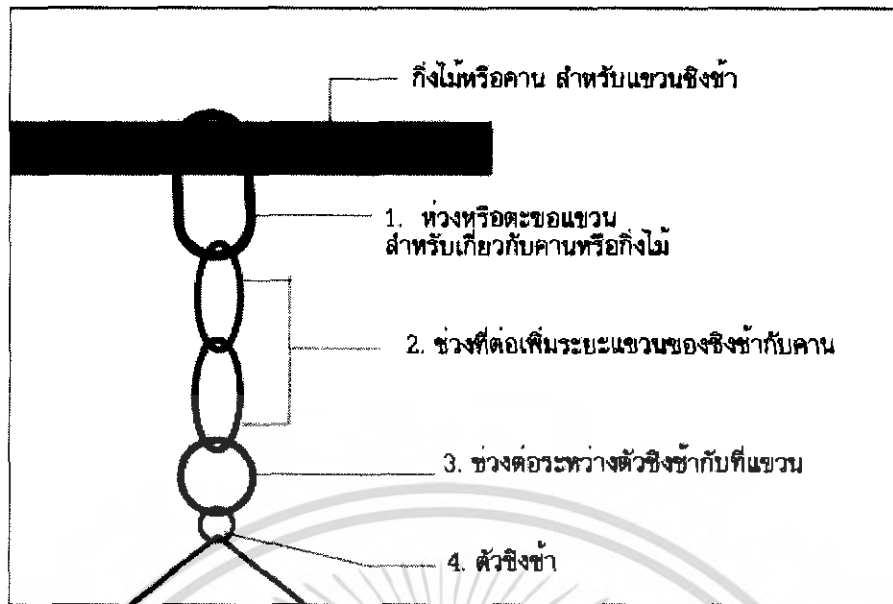 กิ่งไม้หรือคาน สำหรับแขวนชิงช้า
1. ห่วงหรือตะขอแขวน
สำหรับเกี่ยวกับคานหรือกิ่งไม้
2. ช่วงที่ต่อเพิ่มระยะแขวนของชิงช้ากับคาน
3. ช่วงต่อระหว่างตัวชิงช้ากับที่แขวน
4. ตัวชิงช้า